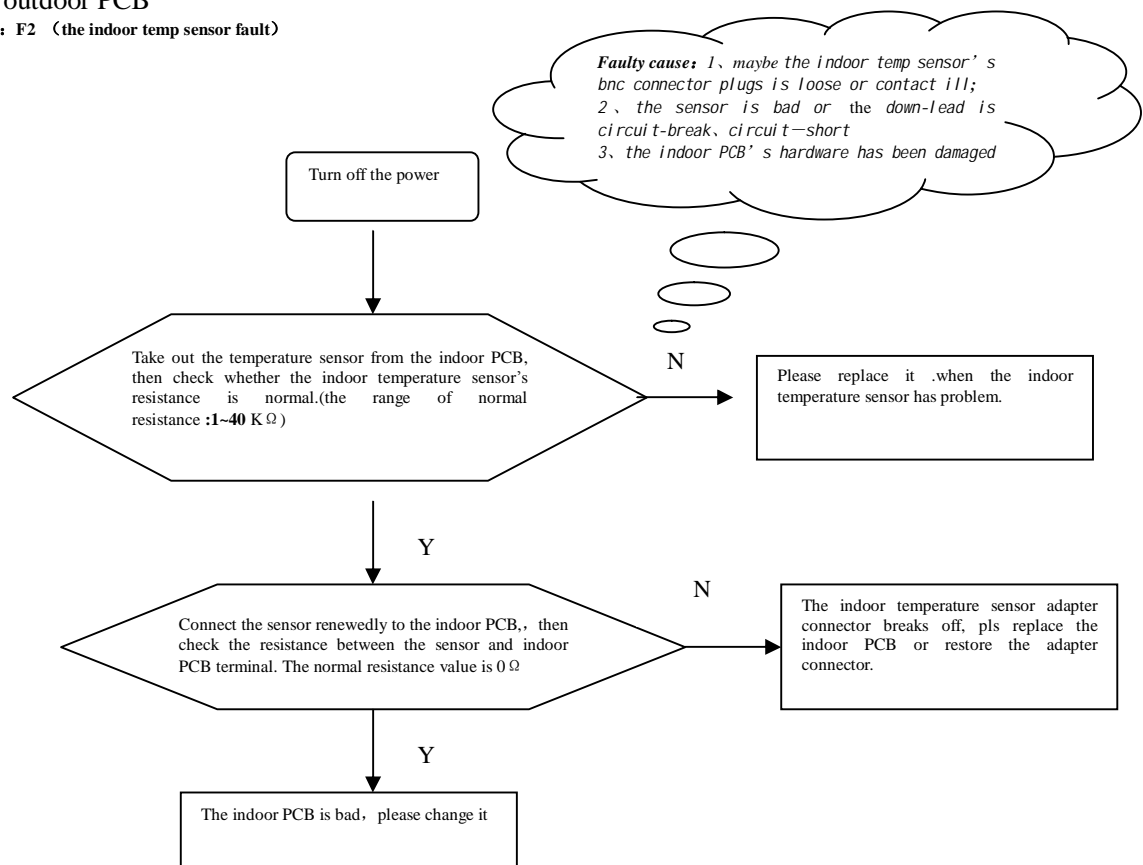 outdoor PCB
：F2 （the indoor temp sensor fault）
Faulty cause：1、maybe the indoor temp sensor's
bnc connector plugs is loose or contact ill;
2、the sensor is bad or the down-lead is
circuit-break、circuit－short
3、the indoor PCB's hardware has been damaged
Turn off the power
Take out the temperature sensor from the indoor PCB,
then check whether the indoor temperature sensor's
resistance is normal.(the range of normal
resistance :1~40 KΩ)
N
Please replace it .when the indoor
temperature sensor has problem.
Y
Connect the sensor renewedly to the indoor PCB,，then
check the resistance between the sensor and indoor
PCB terminal. The normal resistance value is 0Ω
N
The indoor temperature sensor adapter
connector breaks off, pls replace the
indoor PCB or restore the adapter
connector.
Y
The indoor PCB is bad，please change it